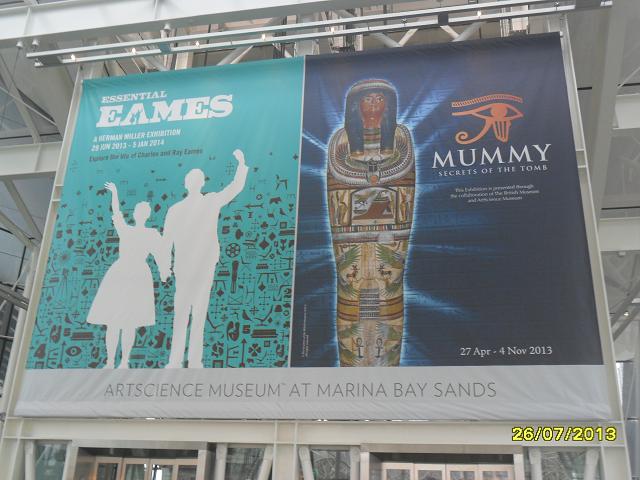 ESSENTIAL
EAMES
A HERMAN MILLER EXHIBITION
29 JUN 2013 - 5 JAN 2014
Explore the life of Charles and Ray Eames
MUMMY
SECRETS OF THE TOMB
This Exhibition is presented through
the collaboration of The British Museum
and ArtScience Museum
27 Apr - 4 Nov 2013
ARTSCIENCE MUSEUM™ AT MARINA BAY SANDS
26/07/2013